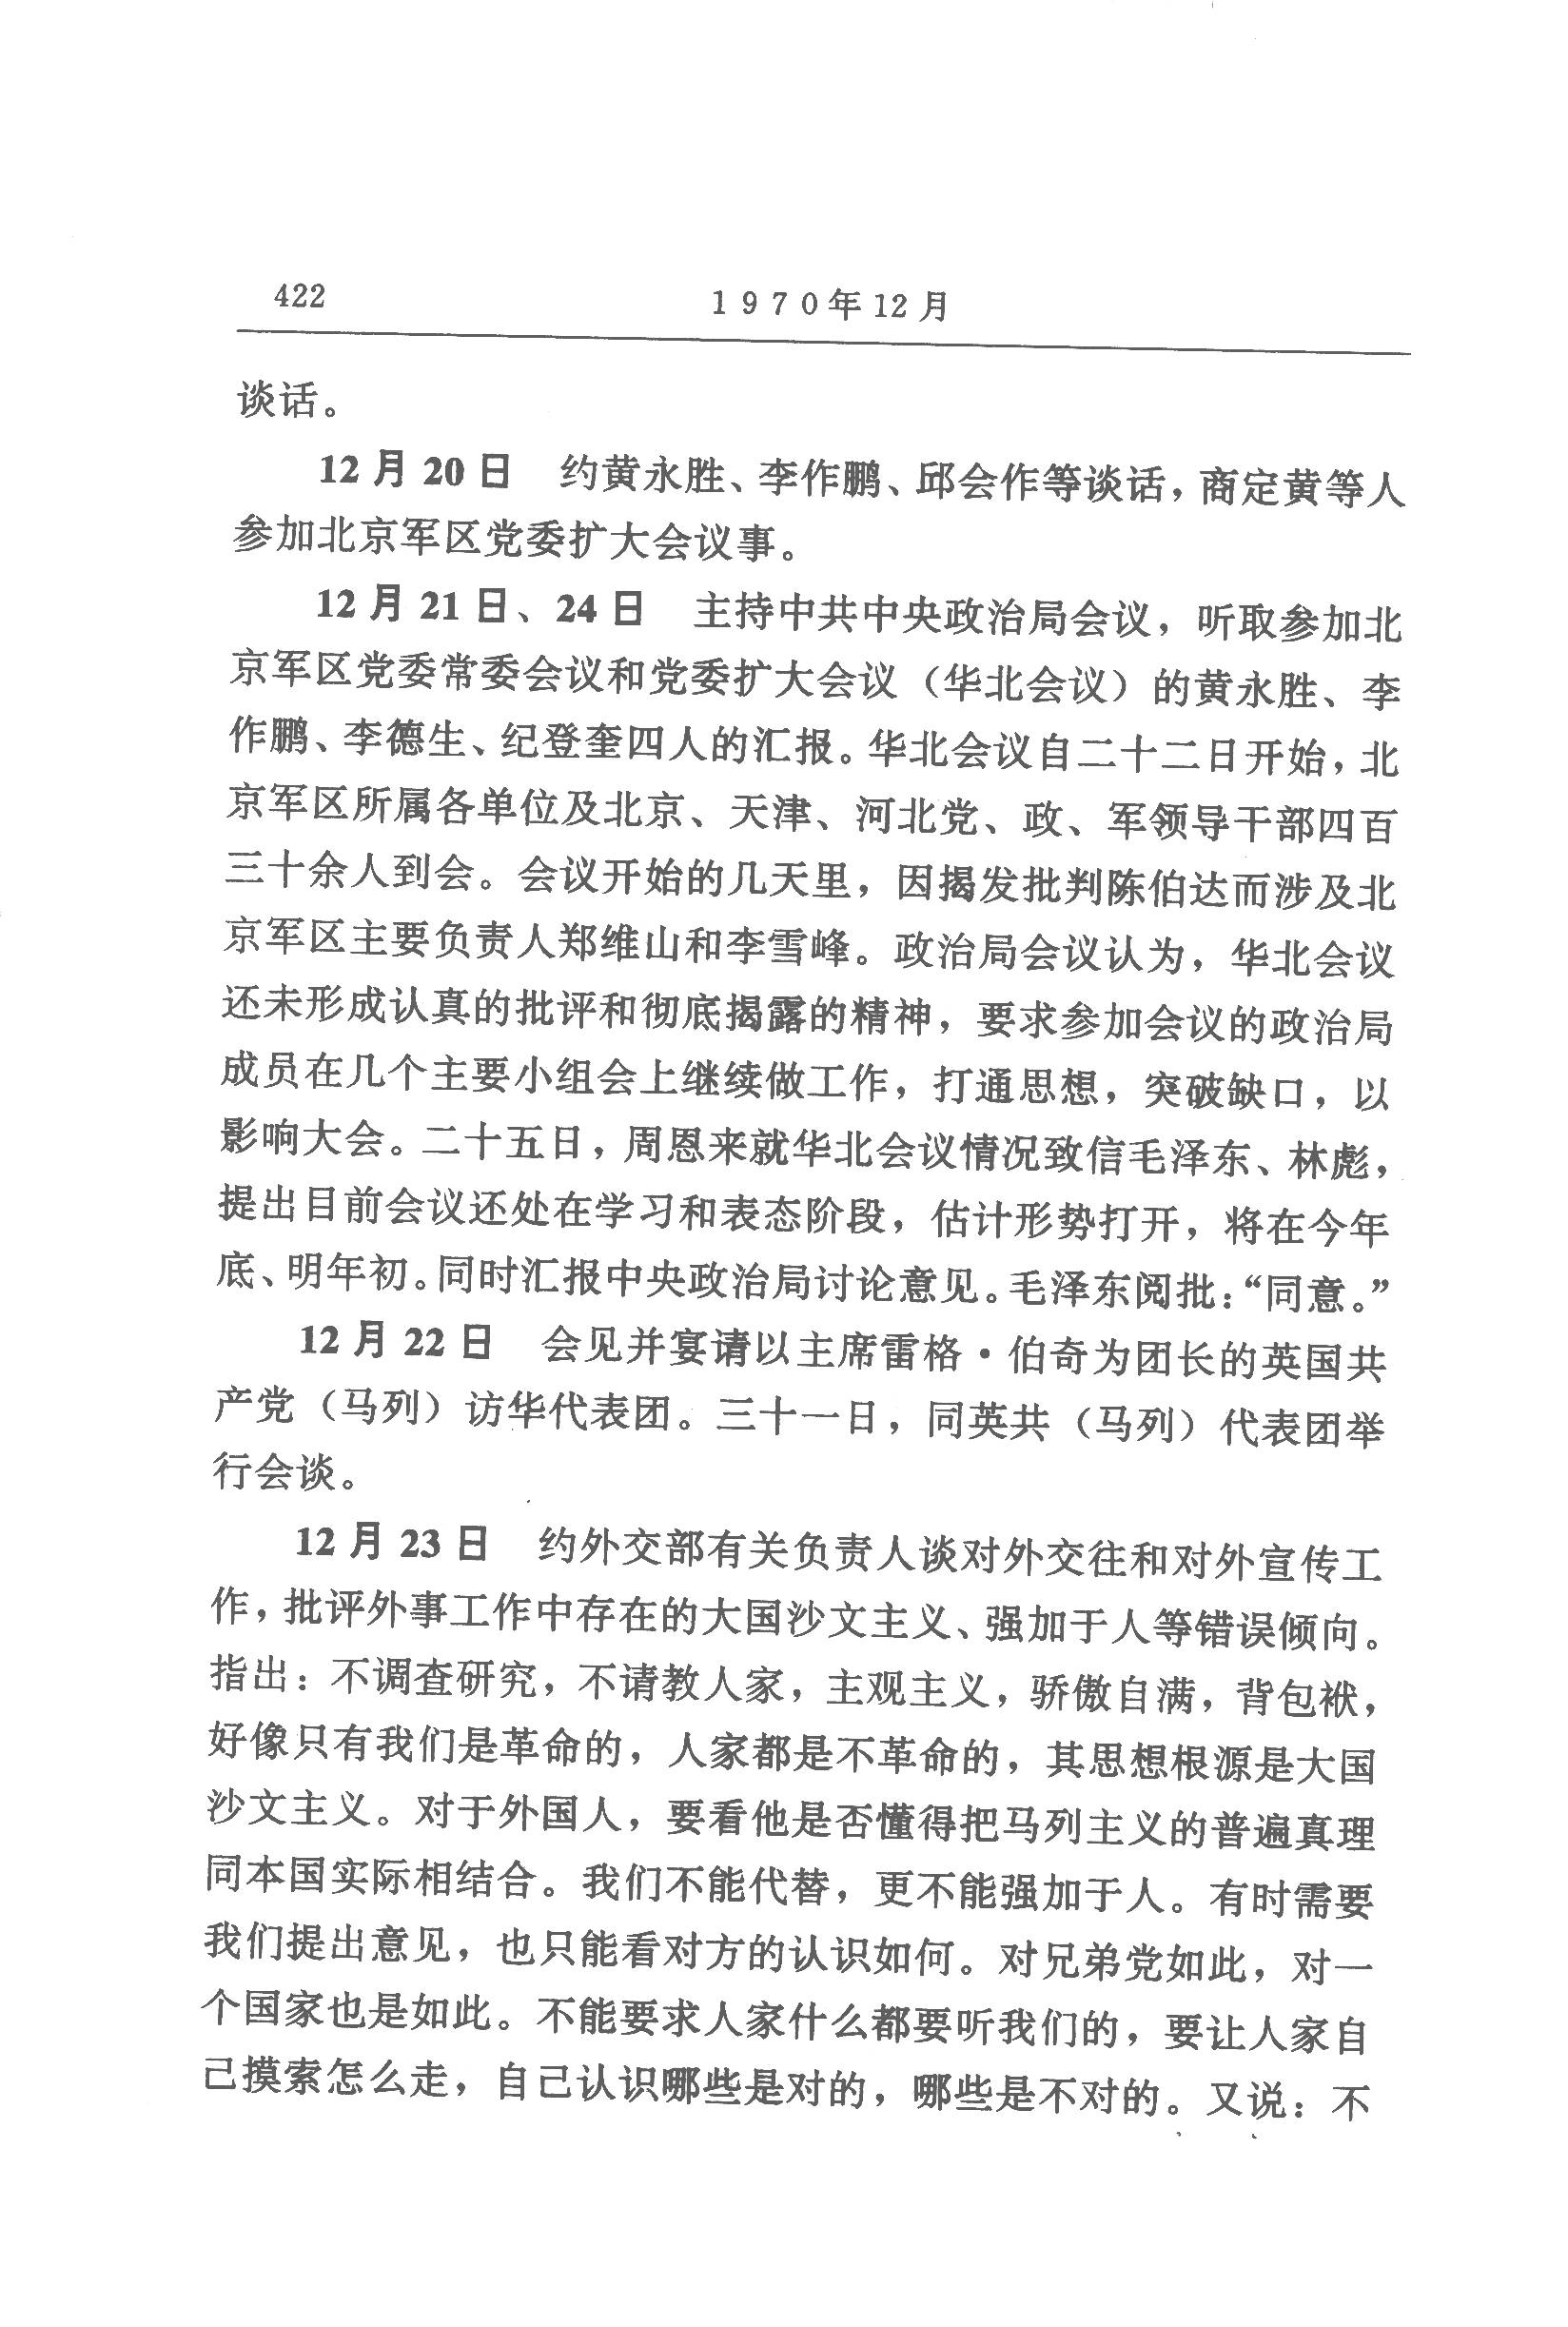 422
1970年12月
谈话。
12月20日　约黄永胜、李作鹏、邱会作等谈话，商定黄等人
参加北京军区党委扩大会议事。
12月21日、24日　主持中共中央政治局会议，听取参加北
京军区党委常委会议和党委扩大会议（华北会议）的黄永胜、李
作鹏、李德生、纪登奎四人的汇报。华北会议自二十二日开始，北
京军区所属各单位及北京、天津、河北党、政、军领导干部四百
三十余人到会。会议开始的几天里，因揭发批判陈伯达而涉及北
京军区主要负责人郑维山和李雪峰。政治局会议认为，华北会议
还未形成认真的批评和彻底揭露的精神，要求参加会议的政治局
成员在几个主要小组会上继续做工作，打通思想，突破缺口，以
影响大会。二十五日，周恩来就华北会议情况致信毛泽东、林彪，
提出目前会议还处在学习和表态阶段，估计形势打开，将在今年
底、明年初。同时汇报中央政治局讨论意见。毛泽东阅批：“同意。”
12月22日　会见并宴请以主席雷格·伯奇为团长的英国共
产党（马列）访华代表团。三十一日，同英共（马列）代表团举
行会谈。
12月23日　约外交部有关负责人谈对外交往和对外宣传工
作，批评外事工作中存在的大国沙文主义、强加于人等错误倾向。
指出：不调查研究，不请教人家，主观主义，骄傲自满，背包袱，
好像只有我们是革命的，人家都是不革命的，其思想根源是大国
沙文主义。对于外国人，要看他是否懂得把马列主义的普遍真理
同本国实际相结合。我们不能代替，更不能强加于人。有时需要
我们提出意见，也只能看对方的认识如何。对兄弟党如此，对一
个国家也是如此。不能要求人家什么都要听我们的，要让人家自
己摸索怎么走，自己认识哪些是对的，哪些是不对的。又说：不